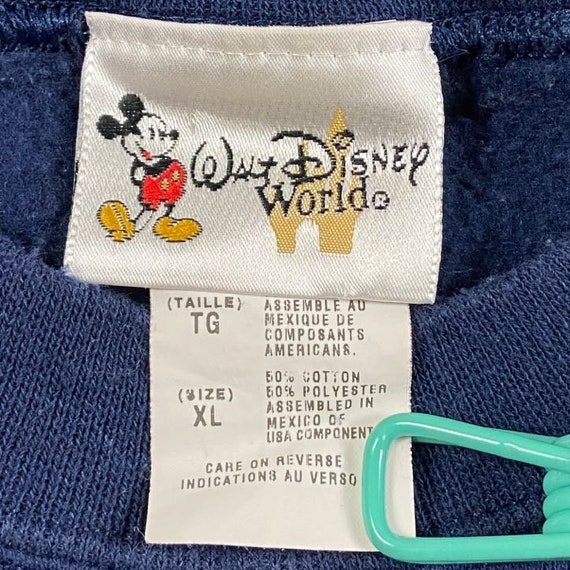 WALT DISNEY
World®
(TAILLE)
TG
ASSEMBLE AU
MEXIQUE DE
COMPOSANTS
AMERICANS.
(SIZE)
XL
50% COTTON
50% POLYESTER
ASSEMBLED IN
MEXICO OF
USA COMPONENT
CARE ON REVERSE
INDICATIONS AU VERSO